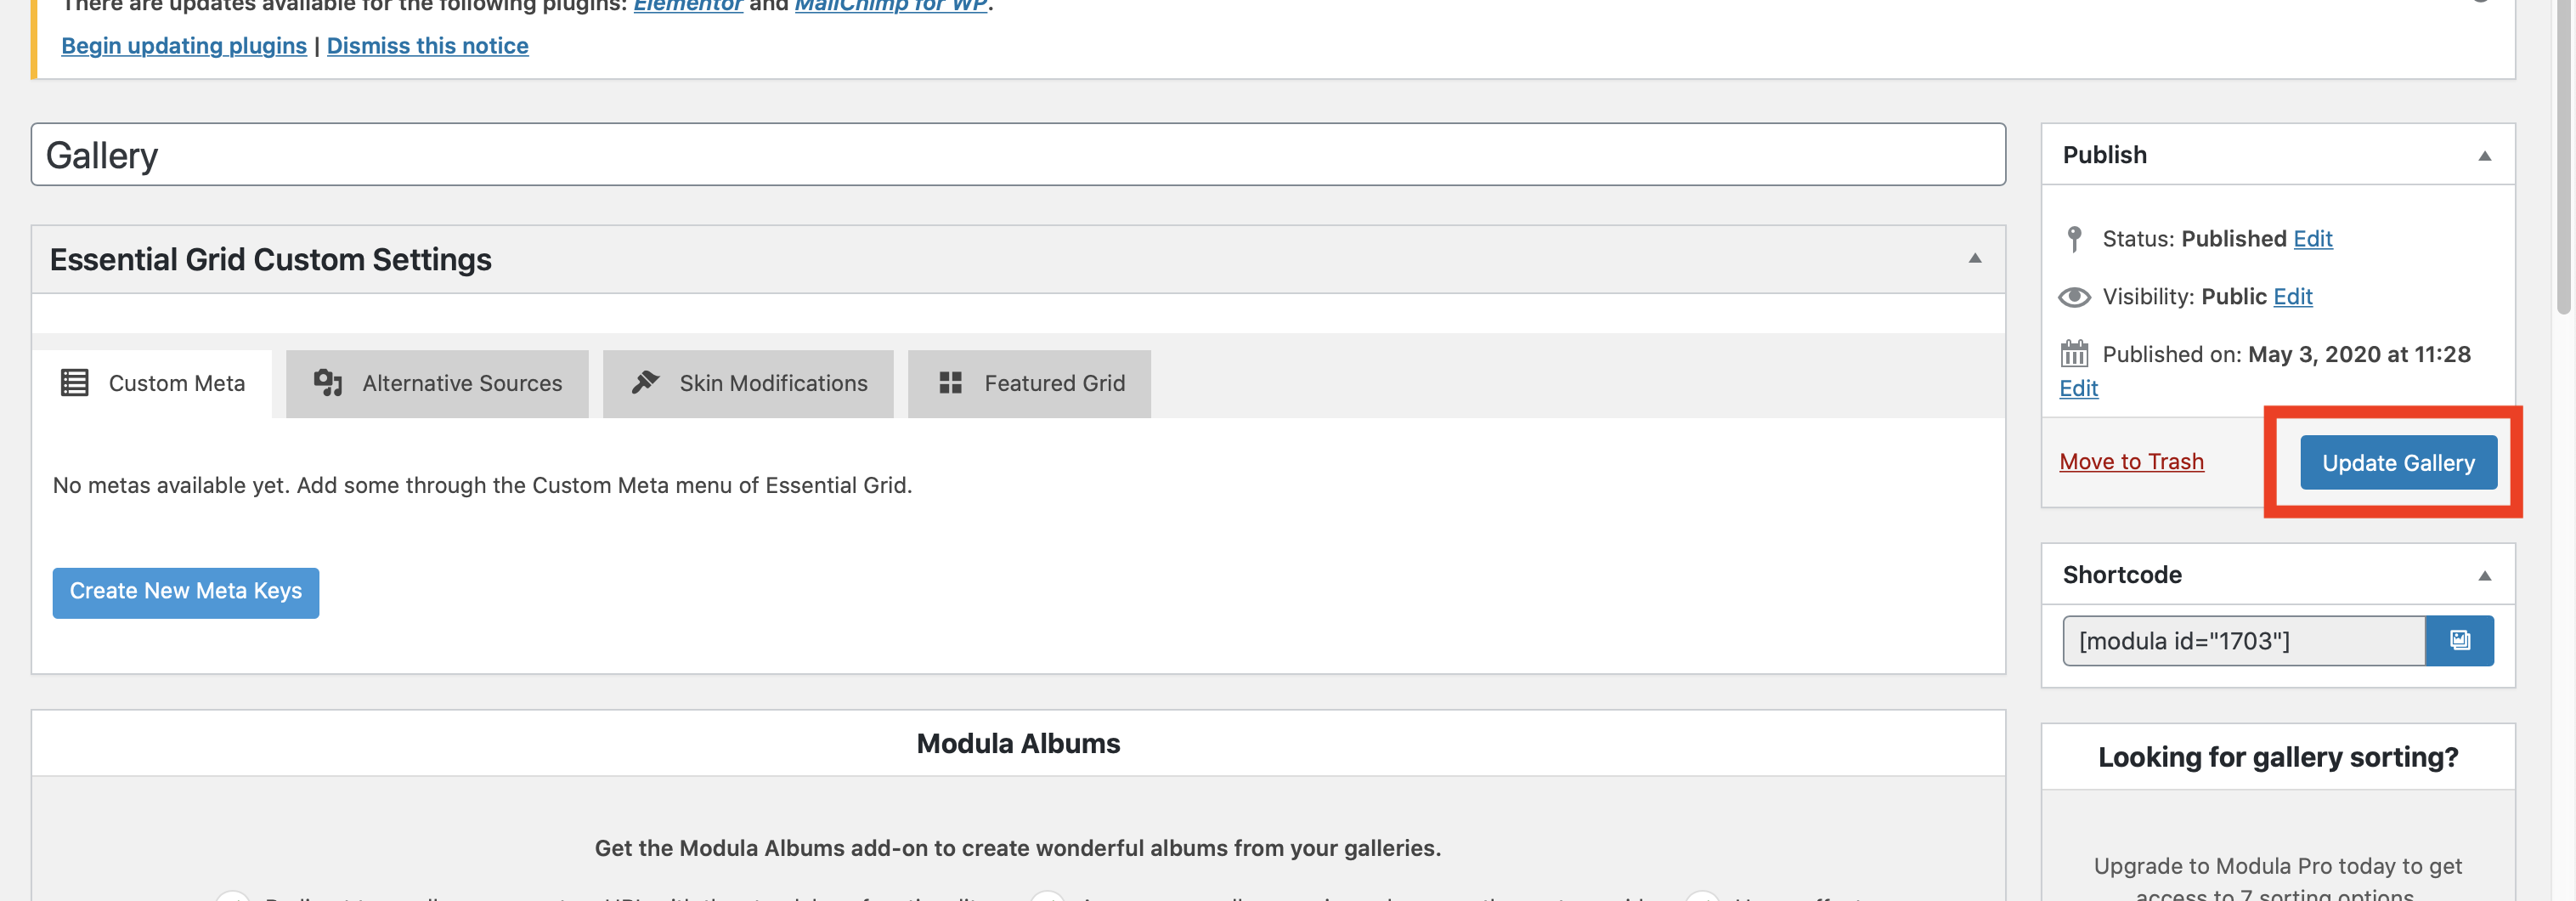 There are updates available for the following plugins: Elementor and MailChimp for WP.
Begin updating plugins | Dismiss this notice
Gallery
Essential Grid Custom Settings
Custom Meta
Alternative Sources
Skin Modifications
Featured Grid
No metas available yet. Add some through the Custom Meta menu of Essential Grid.
Create New Meta Keys
Modula Albums
Get the Modula Albums add-on to create wonderful albums from your galleries.
Publish
Status: Published Edit
Visibility: Public Edit
Published on: May 3, 2020 at 11:28
Edit
Move to Trash
Update Gallery
Shortcode
[modula id="1703"]
Looking for gallery sorting?
Upgrade to Modula Pro today to get
access to 7 sorting options